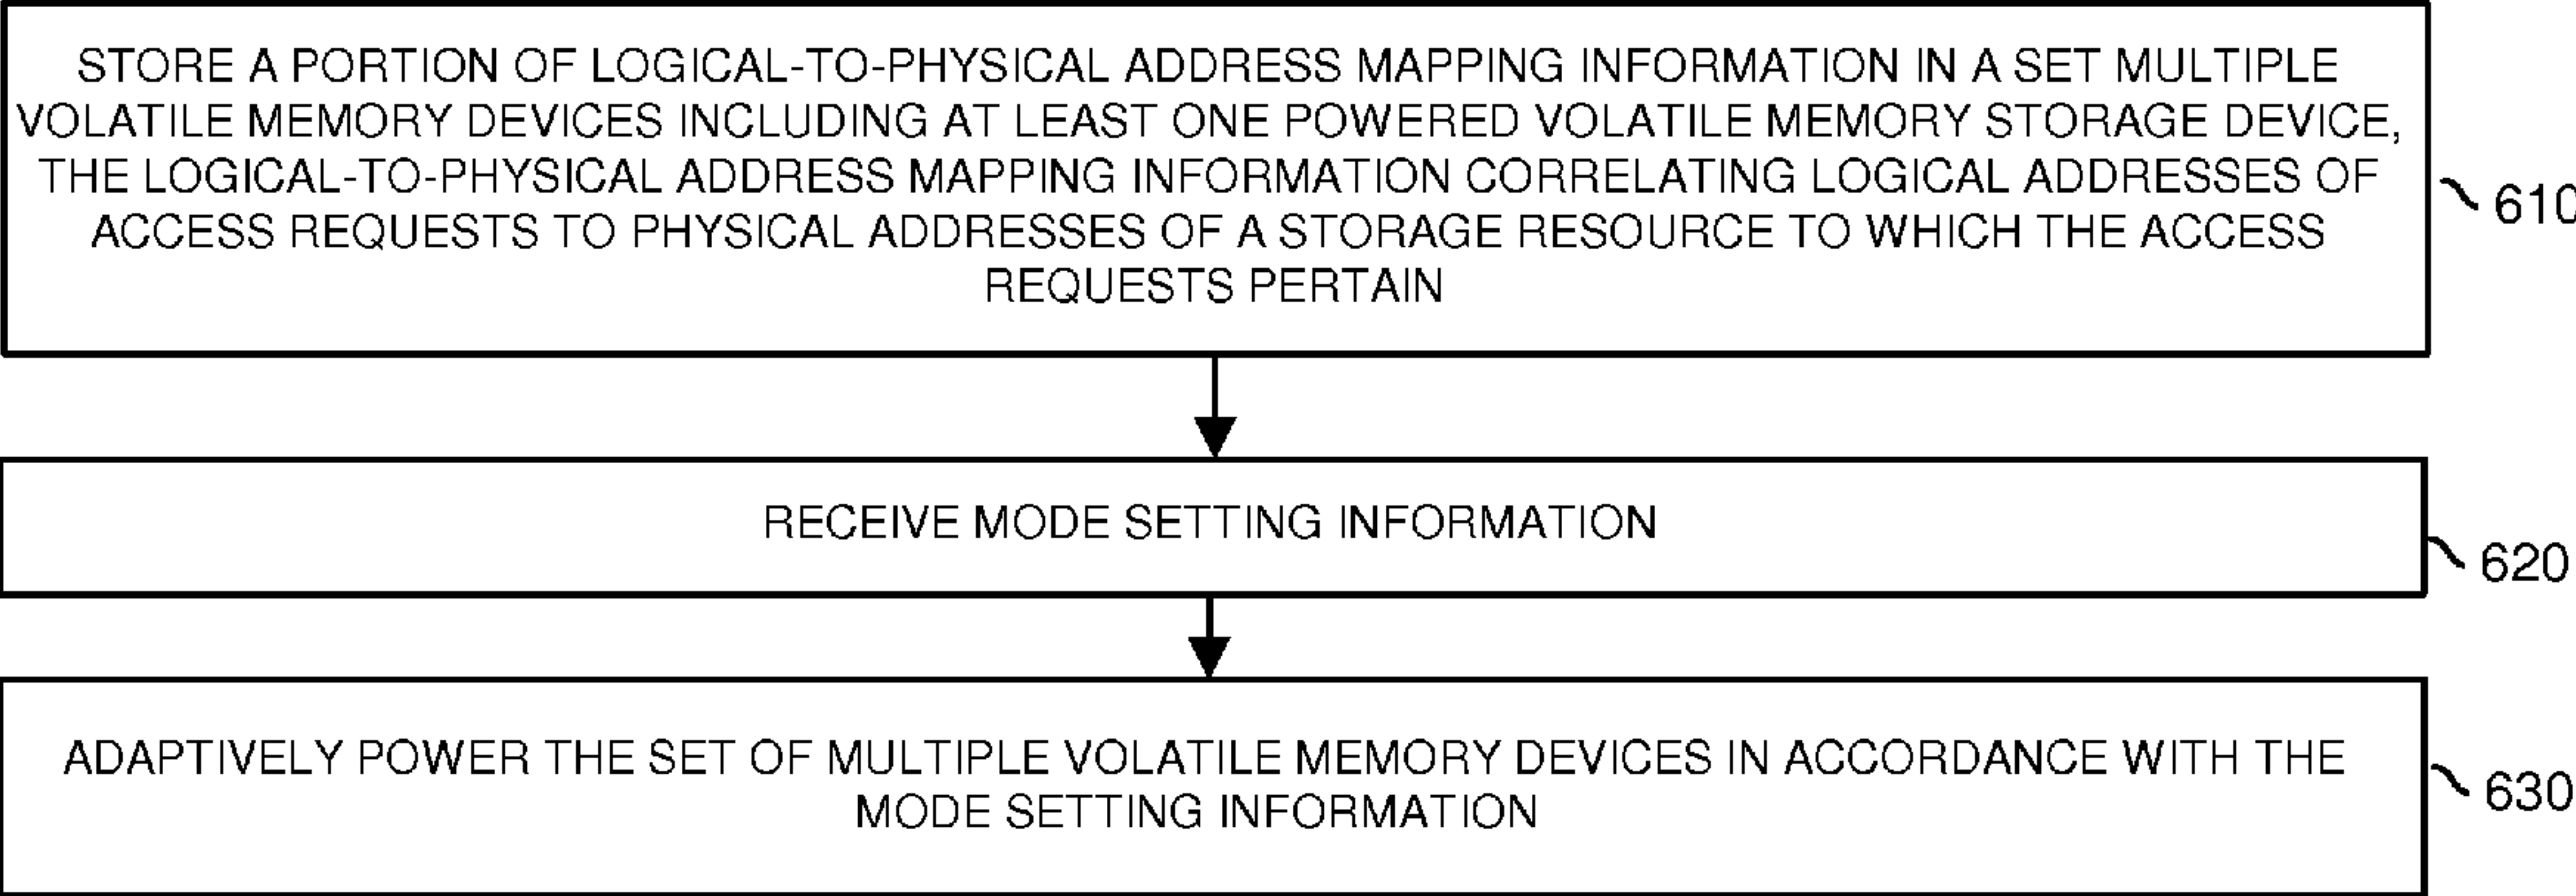 STORE A PORTION OF LOGICAL-TO-PHYSICAL ADDRESS MAPPING INFORMATION IN A SET MULTIPLE
VOLATILE MEMORY DEVICES INCLUDING AT LEAST ONE POWERED VOLATILE MEMORY STORAGE DEVICE,
THE LOGICAL-TO-PHYSICAL ADDRESS MAPPING INFORMATION CORRELATING LOGICAL ADDRESSES OF
ACCESS REQUESTS TO PHYSICAL ADDRESSES OF A STORAGE RESOURCE TO WHICH THE ACCESS
REQUESTS PERTAIN
610
RECEIVE MODE SETTING INFORMATION
620
ADAPTIVELY POWER THE SET OF MULTIPLE VOLATILE MEMORY DEVICES IN ACCORDANCE WITH THE
MODE SETTING INFORMATION
630